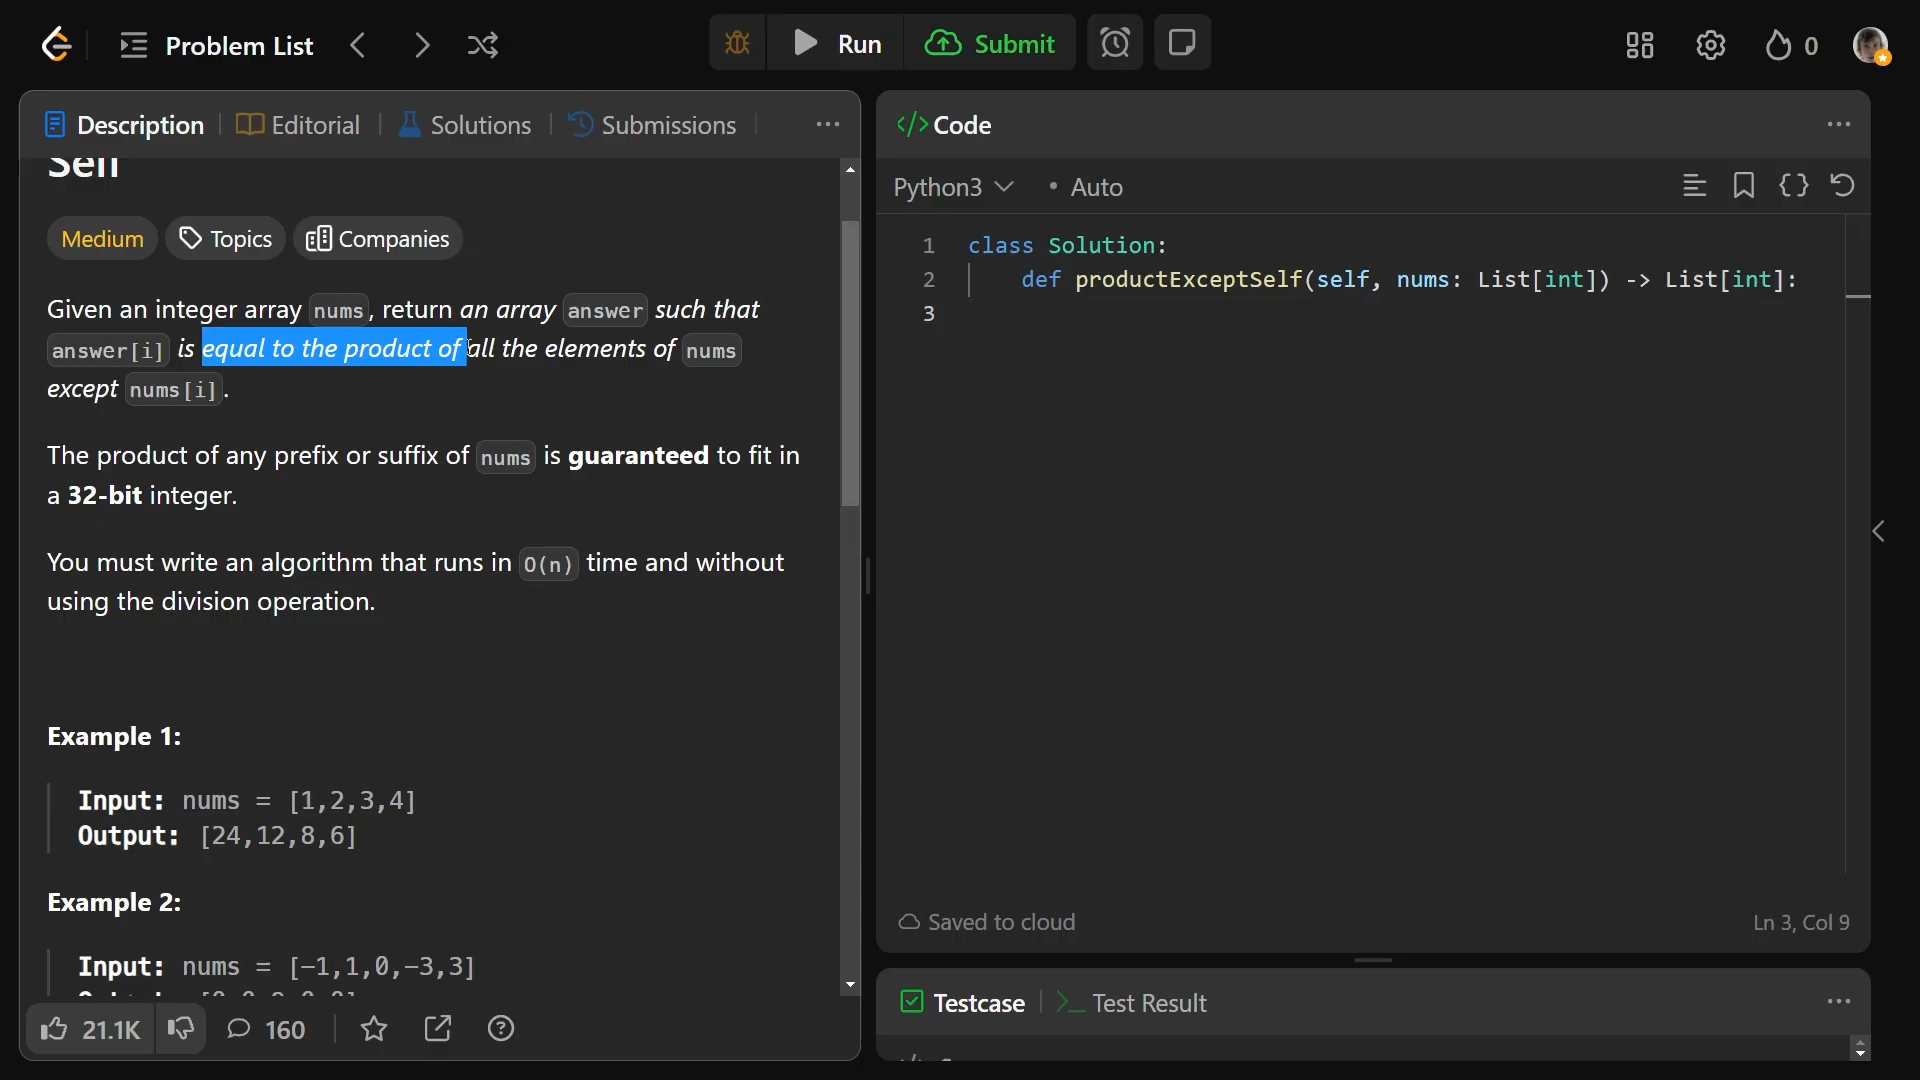 Problem List
Run
Submit
0
Description
Editorial
Solutions
Submissions
Self
Medium
Topics
Companies
Given an integer array nums, return an array answer such that
answer[i] is equal to the product of all the elements of nums
except nums[i].
The product of any prefix or suffix of nums is guaranteed to fit in
a 32-bit integer.
You must write an algorithm that runs in O(n) time and without
using the division operation.
Example 1:
Input: nums = [1,2,3,4]
Output: [24,12,8,6]
Example 2:
Input: nums = [-1,1,0,-3,3]
21.1K
160
</> Code
Python3
• Auto
1 class Solution:
2 def productExceptSelf(self, nums: List[int]) -> List[int]:
3
Saved to cloud
Ln 3, Col 9
Testcase
Test Result